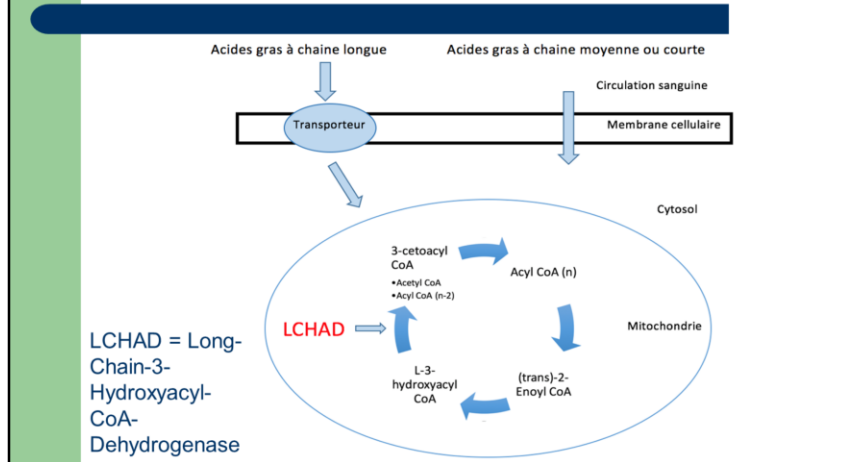 Acides gras à chaine longue
Acides gras à chaine moyenne ou courte
Circulation sanguine
Transporteur
Membrane cellulaire
Cytosol
3-cetoacyl
CoA
•Acetyl CoA
•Acyl CoA (n-2)
Acyl CoA (n)
LCHAD
Mitochondrie
L-3-
hydroxyacyl
CoA
(trans)-2-
Enoyl CoA
LCHAD = Long-
Chain-3-
Hydroxyacyl-
CoA-
Dehydrogenase